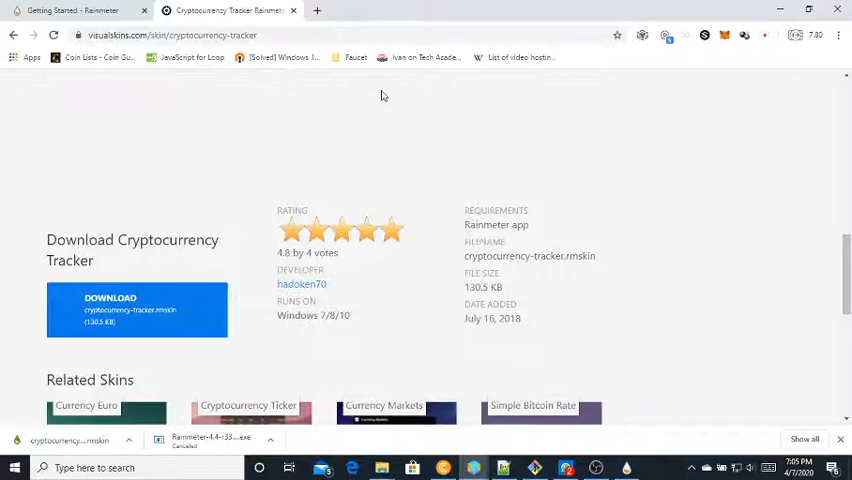 Getting Started - Rainmeter
Cryptocurrency Tracker Rainmet
visualskins.com/skin/cryptocurrency-tracker
7.80
Apps
Coin Lists - Coin Gu...
JavaScript for Loop
[Solved] Windows 1...
Faucet
Ivan on Tech Acade...
List of video hostin...
Download Cryptocurrency
Tracker
DOWNLOAD
cryptocurrency-tracker.rmskin
(130.5 KB)
RATING
4.8 by 4 votes
DEVELOPER
hadoken70
RUNS ON
Windows 7/8/10
REQUIREMENTS
Rainmeter app
FILENAME
cryptocurrency-tracker.rmskin
FILE SIZE
130.5 KB
DATE ADDED
July 16, 2018
Related Skins
Currency Euro
Cryptocurrency Ticker
Currency Markets
Simple Bitcoin Rate
cryptocurrency....rmskin
Rainmeter-4.4-r33....exe
Canceled
Show all
Type here to search
7:05 PM
4/7/2020